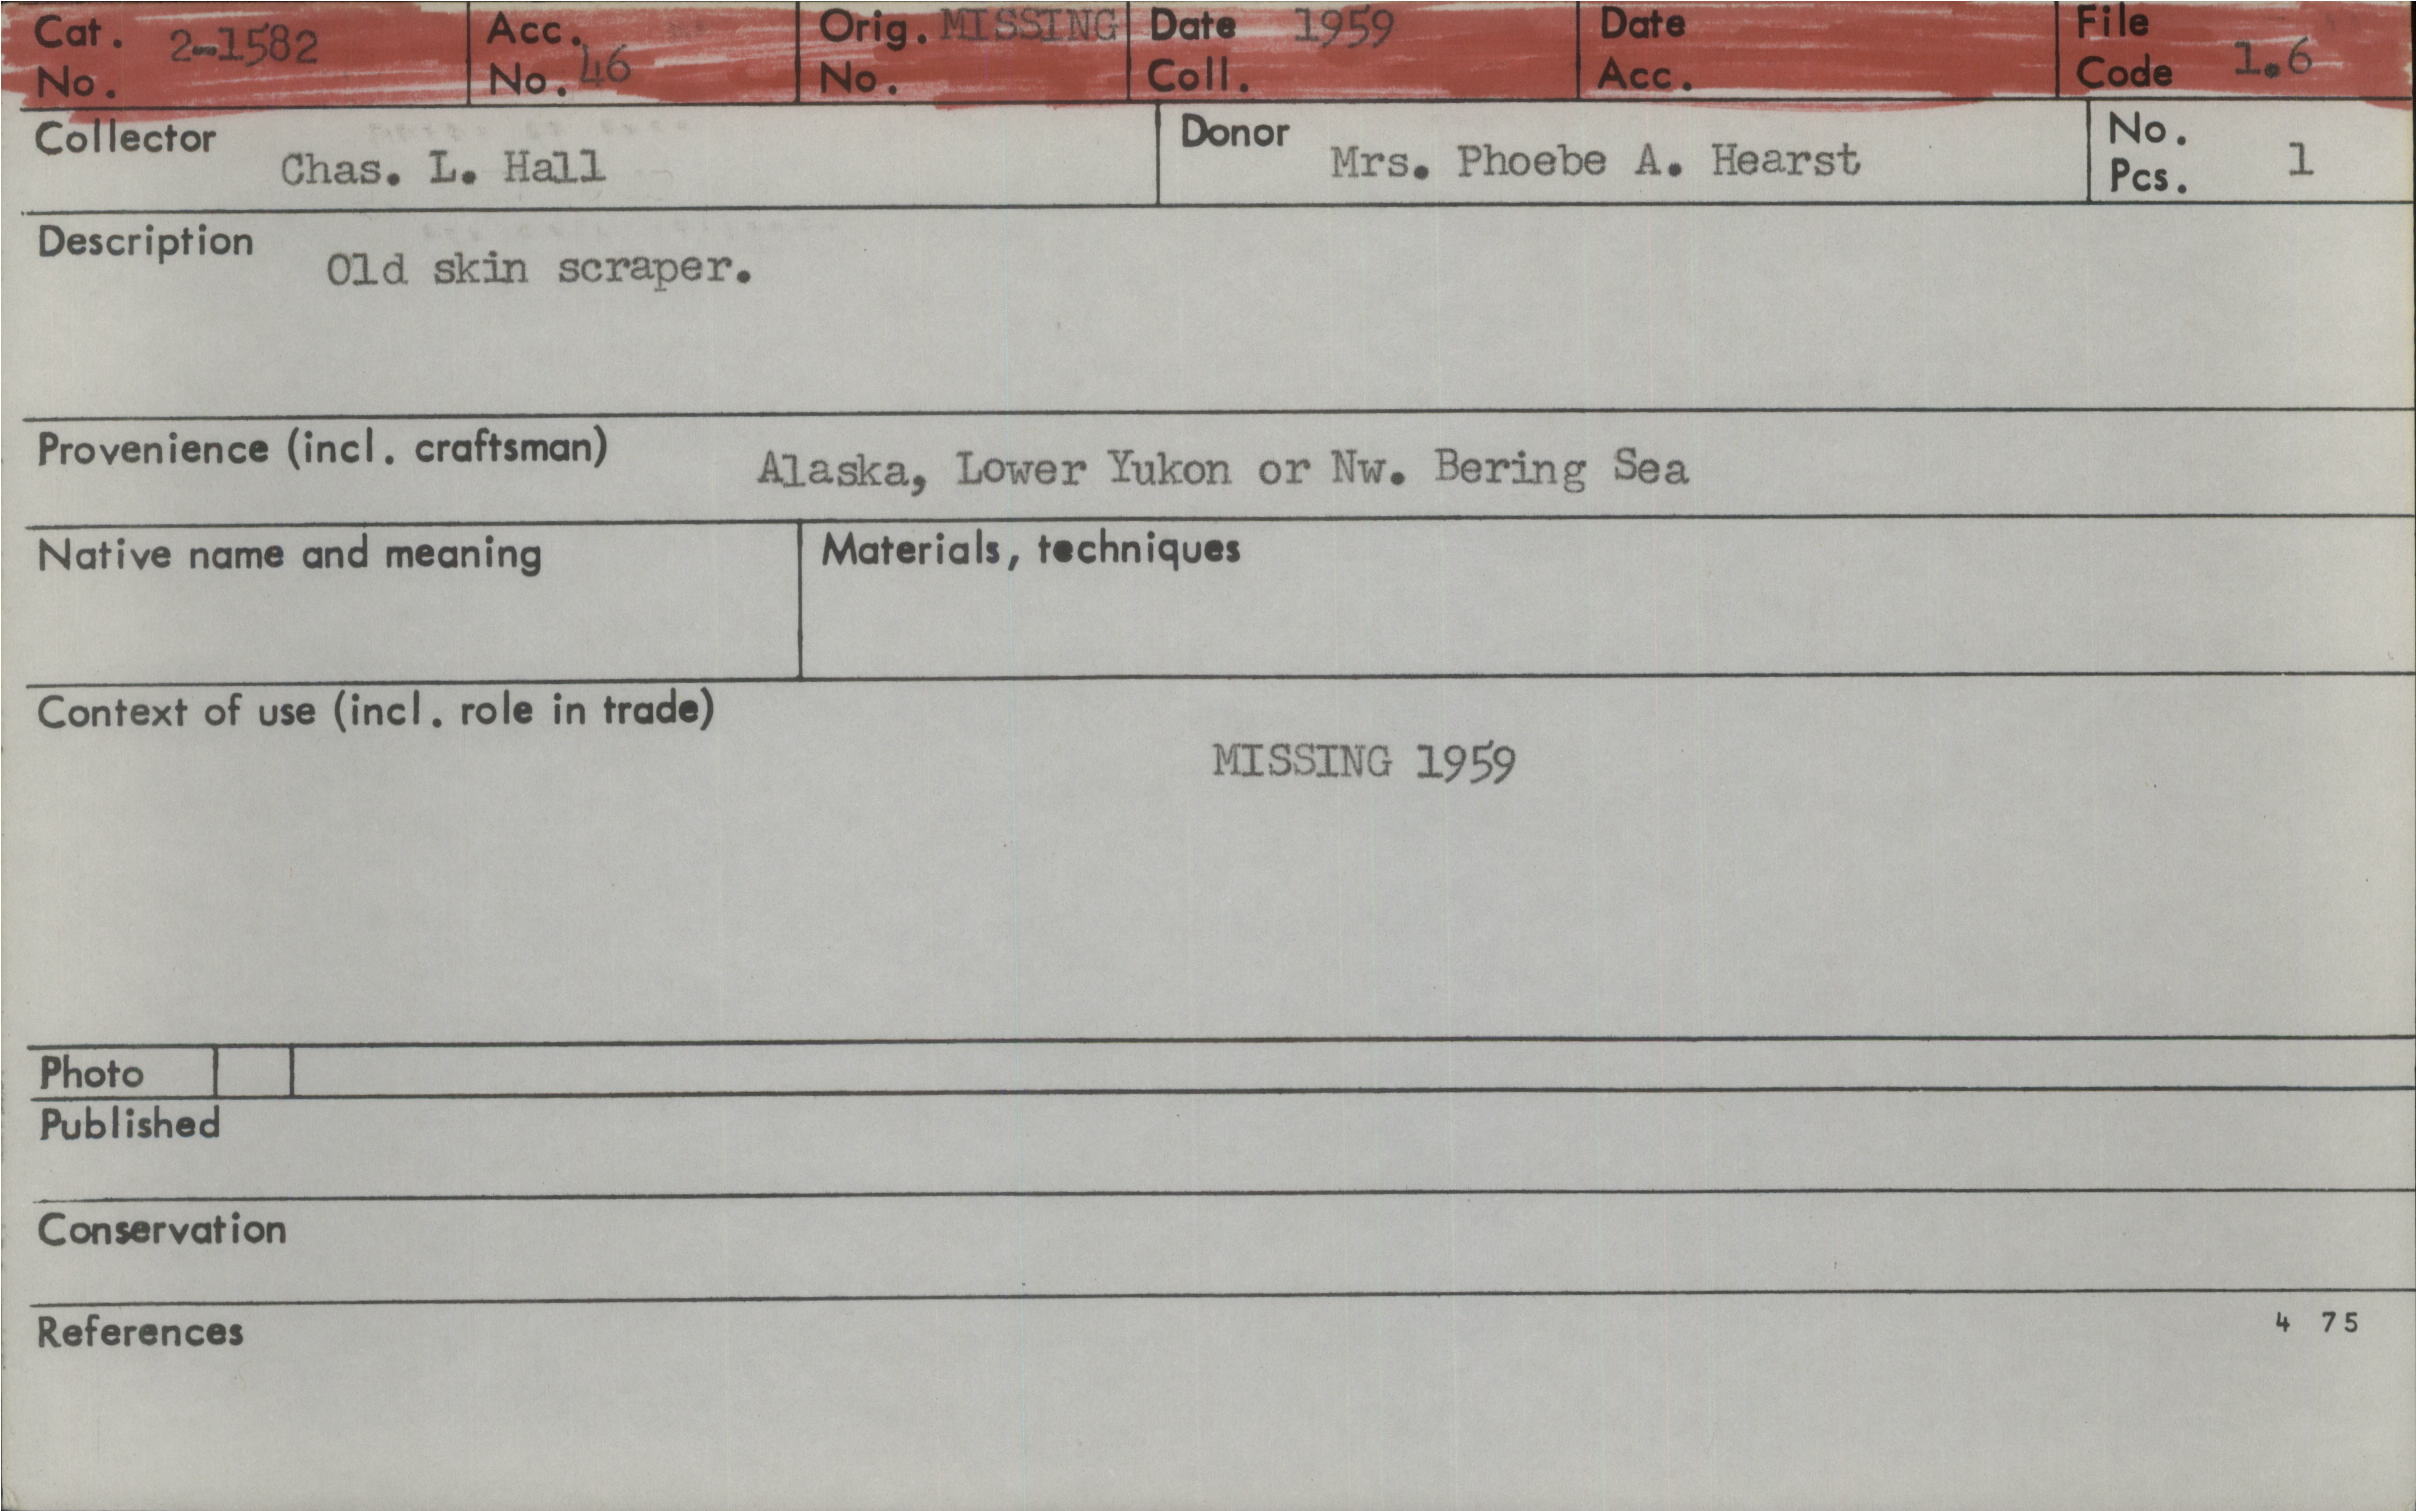 Cat. No. 2-1582 Acc. No. 46 Orig. No. MISSING Date Coll. 1959 Date Acc. File Code 1.6
Collector Chas. L. Hall Donor Mrs. Phoebe A. Hearst No. Pcs. 1
Description Old skin scraper.
Provenience (incl. craftsman) Alaska, Lower Yukon or Nw. Bering Sea
Native name and meaning Materials, techniques
Context of use (incl. role in trade)
MISSING 1959
Photo
Published
Conservation
References 4 75